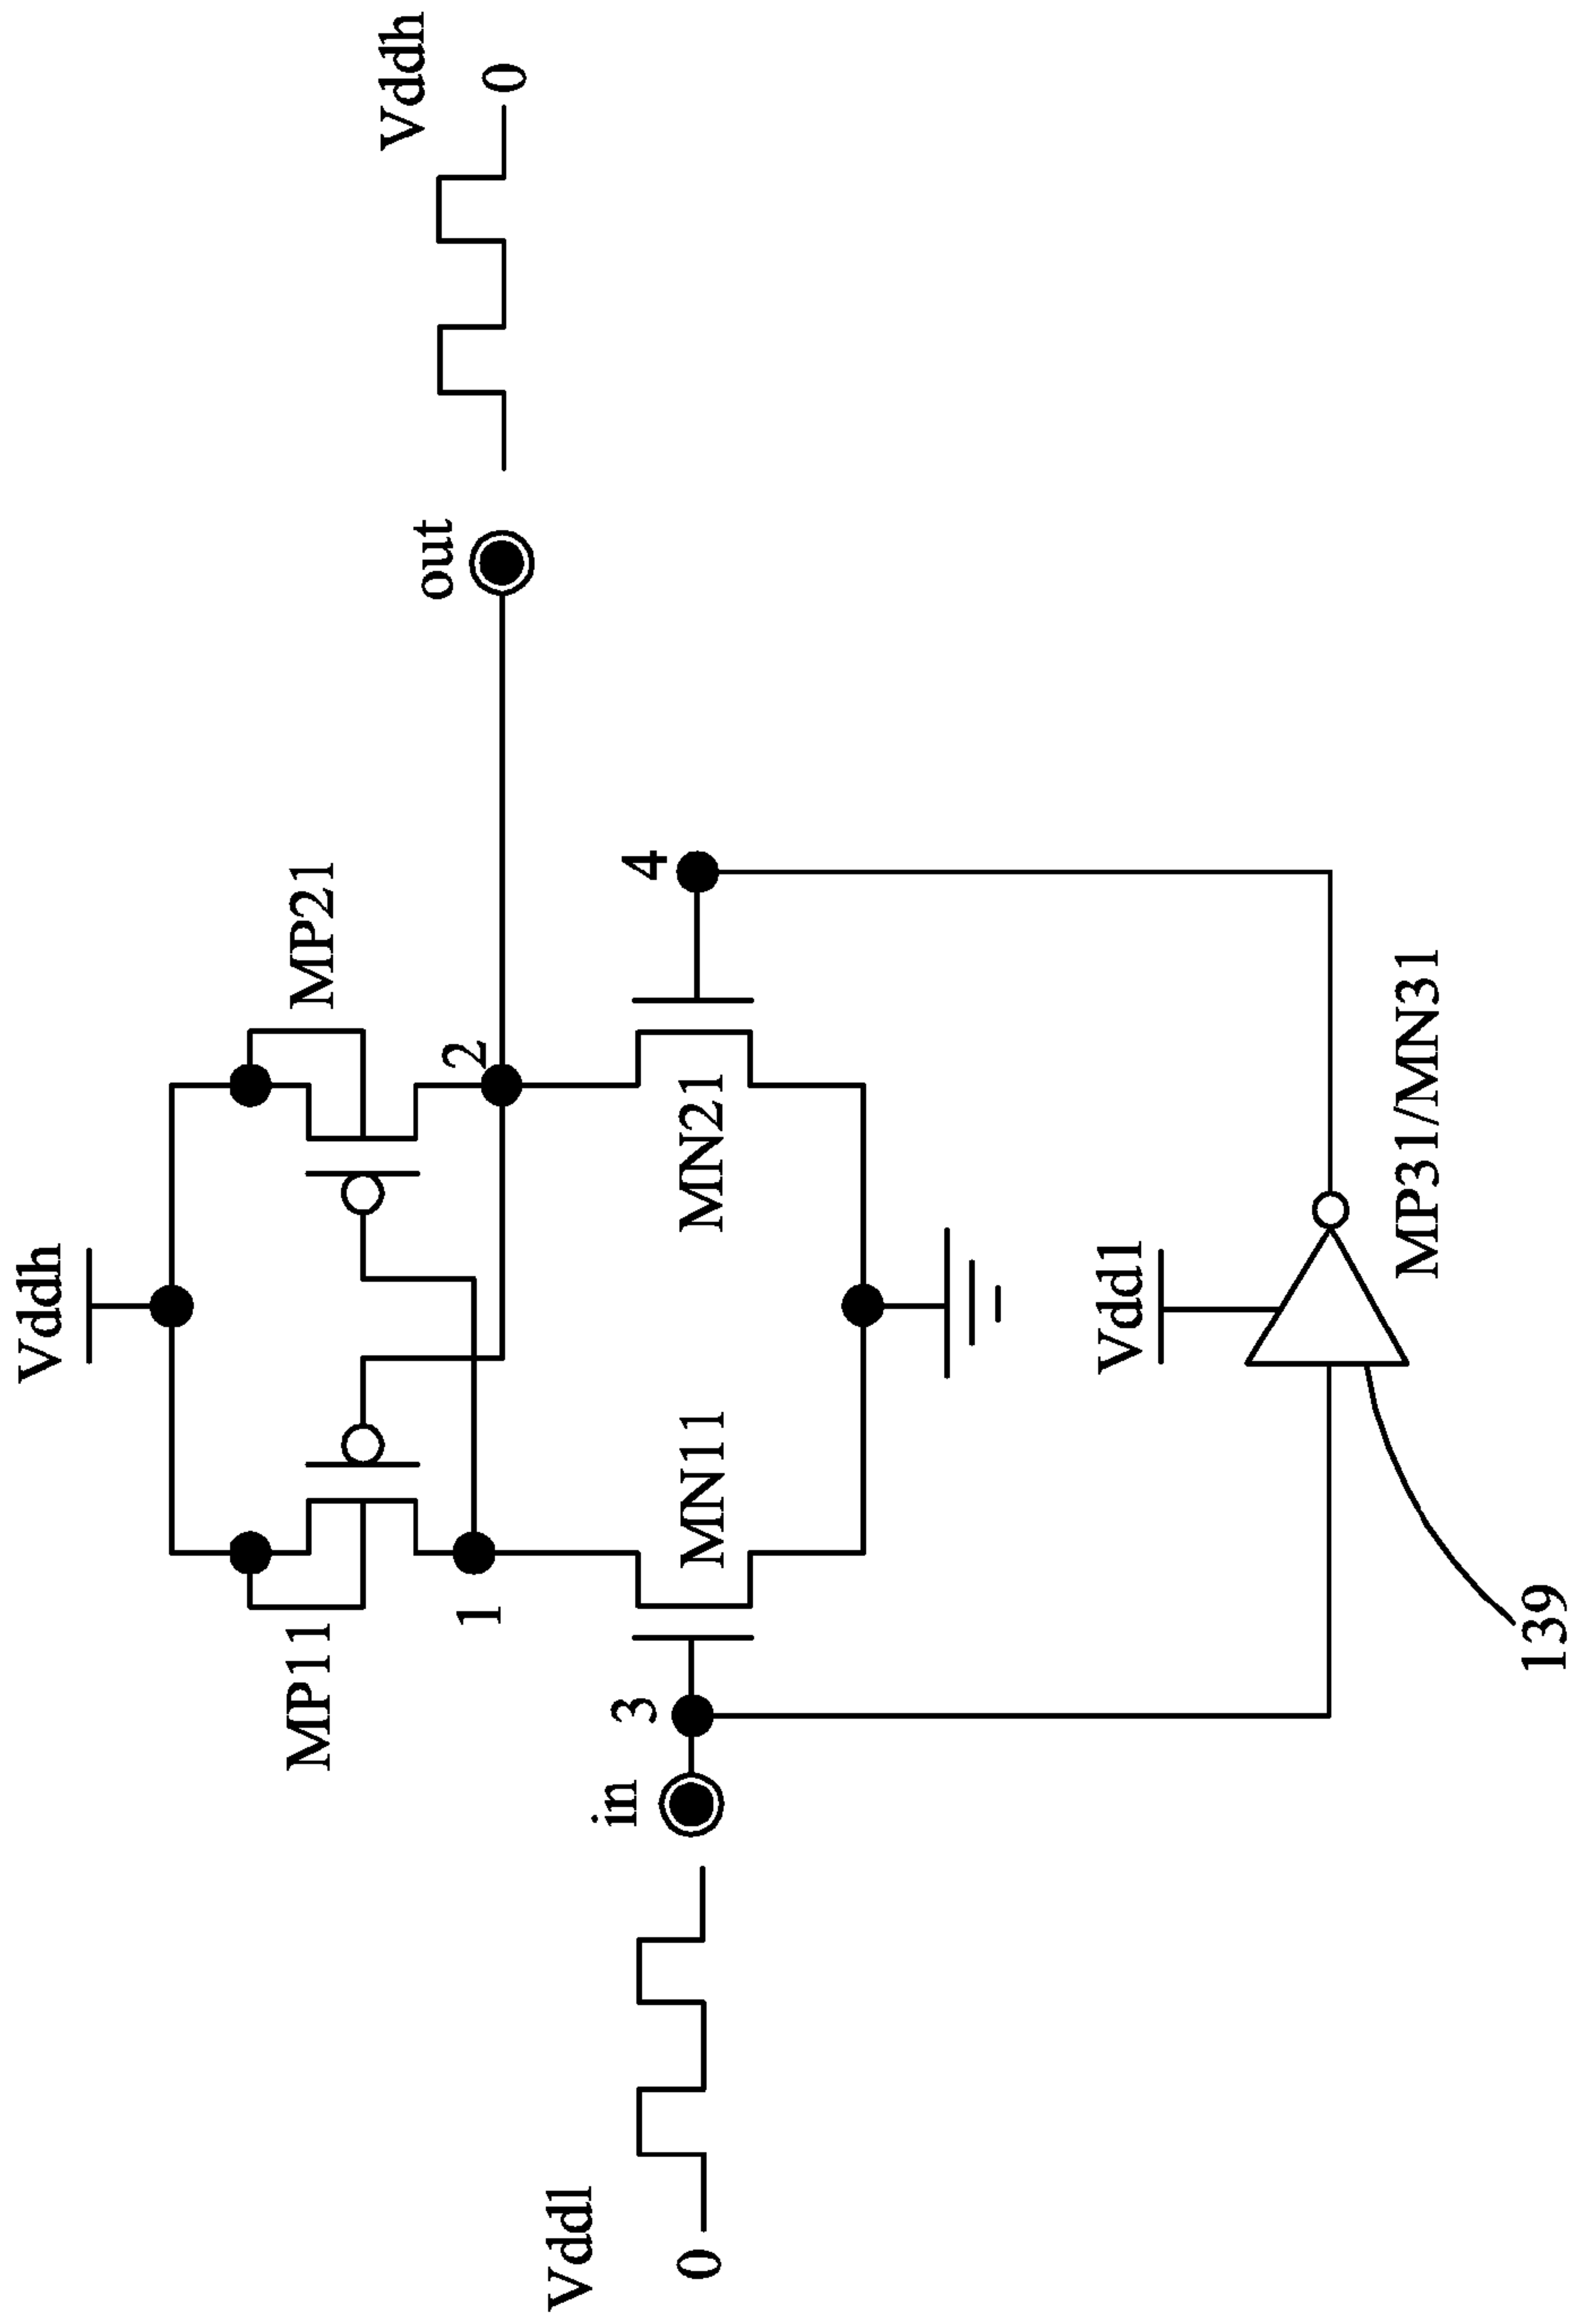 Vddh
MP11
MP21
Vddh
out
2
1
0
Vddl
in
3
4
0
MN11
MN21
Vddl
MP31/MN31
139